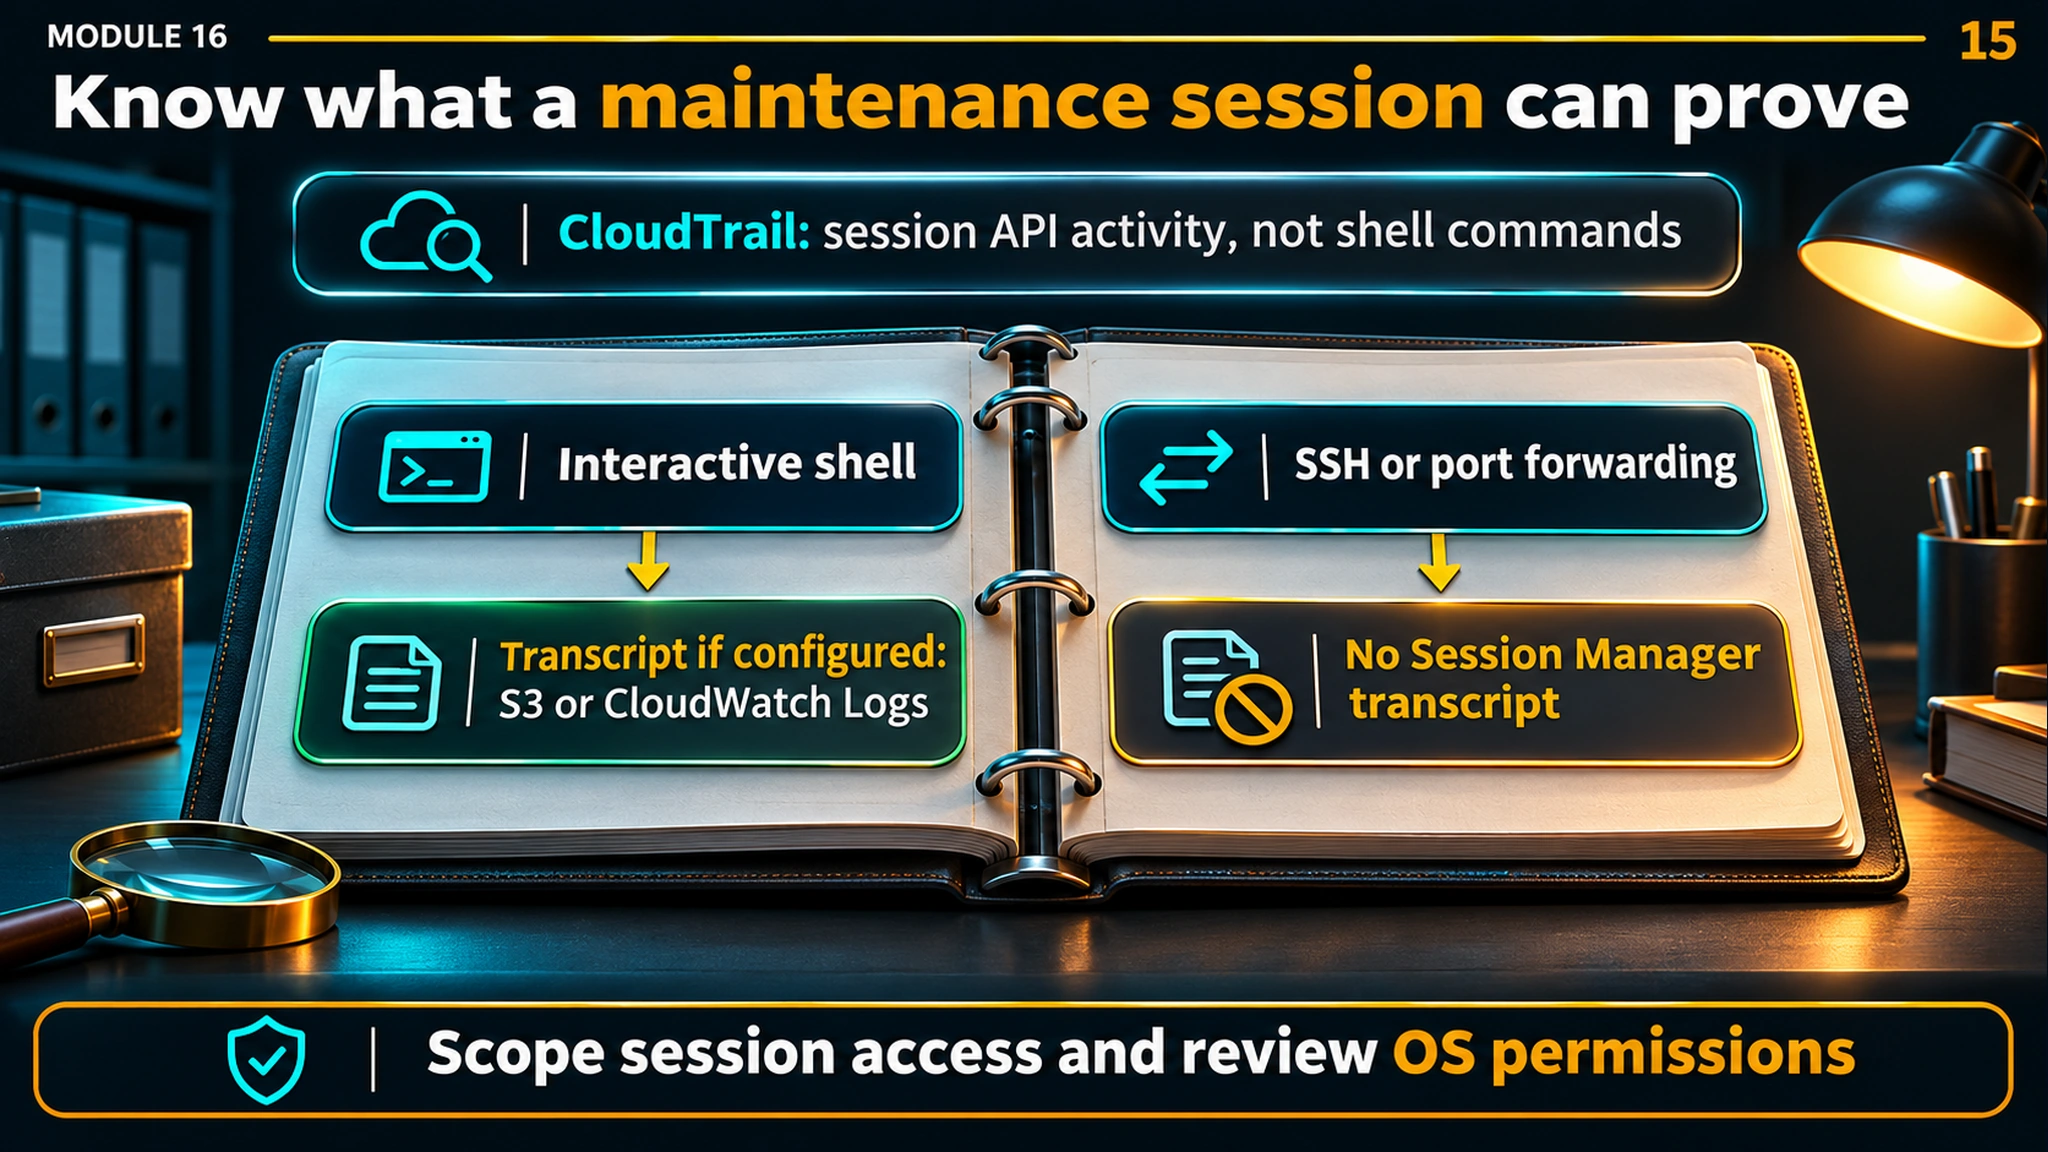 MODULE 16
15
Know what a maintenance session can prove
CloudTrail: session API activity, not shell commands
Interactive shell
Transcript if configured:
S3 or CloudWatch Logs
SSH or port forwarding
No Session Manager
transcript
Scope session access and review OS permissions